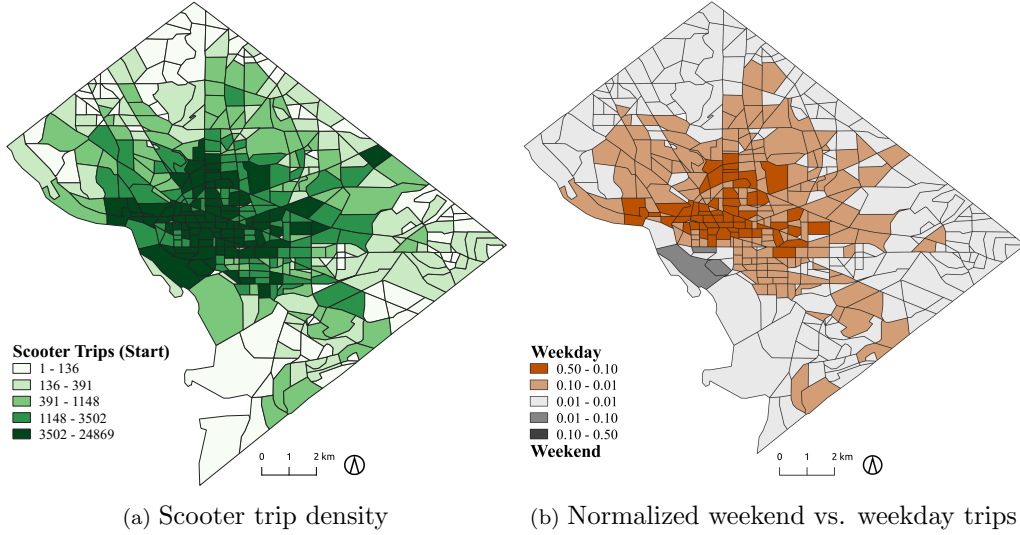 Scooter Trips (Start)
1 - 136
136 - 391
391 - 1148
1148 - 3502
3502 - 24869
0 1 2 km
(a) Scooter trip density
Weekday
0.50 - 0.10
0.10 - 0.01
0.01 - 0.01
0.01 - 0.10
0.10 - 0.50
Weekend
0 1 2 km
(b) Normalized weekend vs. weekday trips